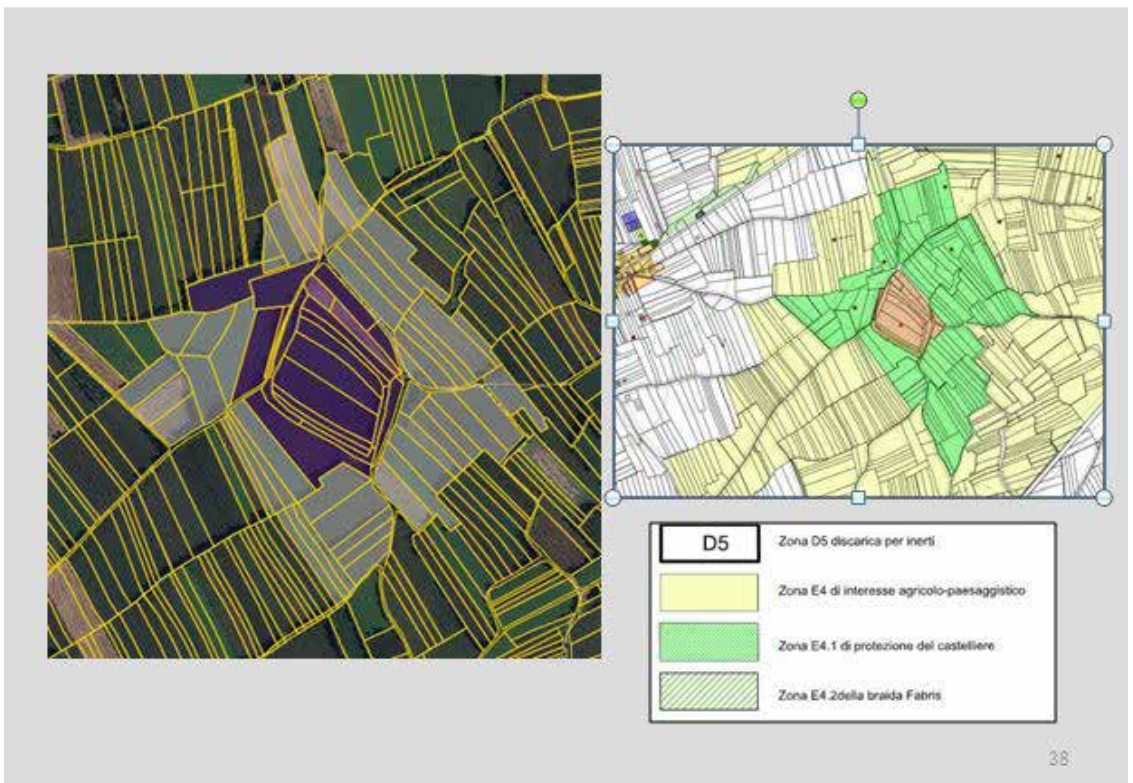 D5
Zona D5 discarica per inerti
Zona E4 di interesse agricolo-paesaggistico
Zona E4.1 di protezione del castelliere
Zona E4.2della braida Fabris
38